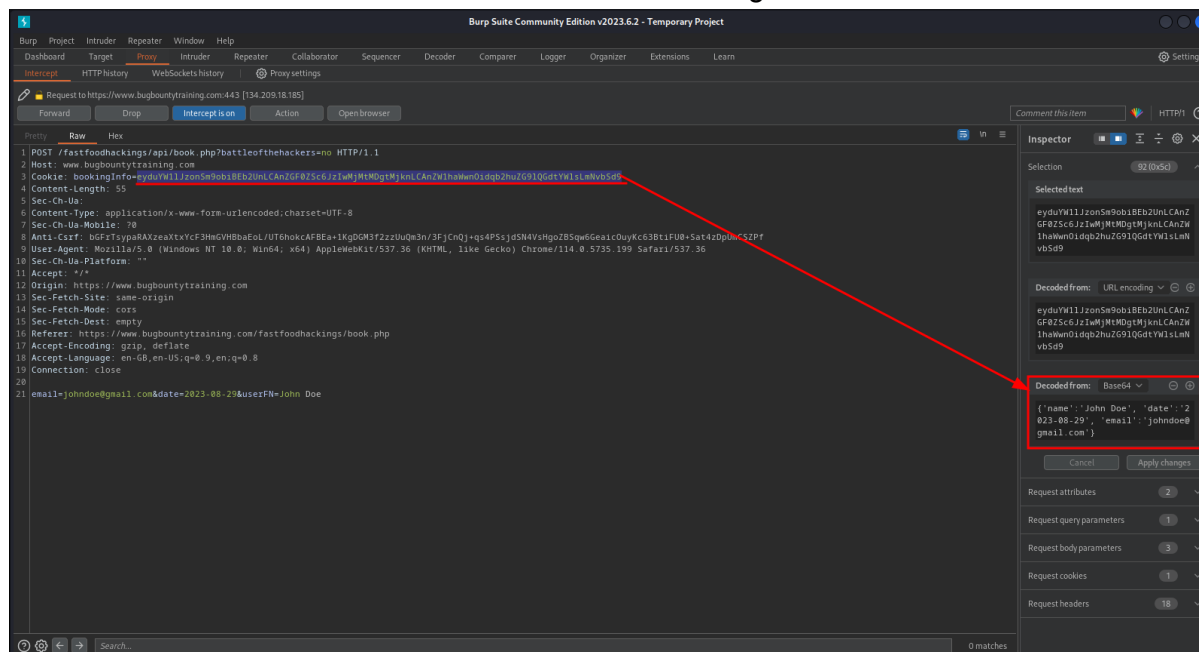 Burp Suite Community Edition v2023.6.2 - Temporary Project
Burp Project Intruder Repeater Window Help
Dashboard Target Proxy Intruder Repeater Collaborator Sequencer Decoder Comparer Logger Organizer Extensions Learn
Intercept HTTP history WebSockets history Proxy settings
Request to https://www.bugbountytraining.com:443 [134.209.18.185]
Forward Drop Intercept is on Action Open browser Comment this item HTTP/1
Pretty Raw Hex \n
1 POST /fastfoodhackings/api/book.php?battleofthehackers=no HTTP/1.1
2 Host: www.bugbountytraining.com
3 Cookie: bookingInfo=
4 Content-Length: 55
5 Sec-Ch-Ua:
6 Content-Type: application/x-www-form-urlencoded;charset=UTF-8
7 Sec-Ch-Ua-Mobile: ?0
8 Anti-Csrf:
9 User-Agent: Mozilla/5.0 (Windows NT 10.0; Win64; x64) AppleWebKit/537.36 (KHTML, like Gecko) Chrome/114.0.5735.199 Safari/537.36
10 Sec-Ch-Ua-Platform: ""
11 Accept: */*
12 Origin: https://www.bugbountytraining.com
13 Sec-Fetch-Site: same-origin
14 Sec-Fetch-Mode: cors
15 Sec-Fetch-Dest: empty
16 Referer: https://www.bugbountytraining.com/fastfoodhackings/book.php
17 Accept-Encoding: gzip, deflate
18 Accept-Language: en-GB,en-US;q=0.9,en;q=0.8
19 Connection: close
20
21 email=johndoe@gmail.com&date=2023-08-29&userFN=John Doe
Inspector
Selection 92 (0x5c)
Selected text
Decoded from: URL encoding
Decoded from: Base64
{'name':'John Doe', 'date':'2
023-08-29', 'email':'johndoe@
gmail.com'}
Cancel Apply changes
Request attributes 2
Request query parameters 1
Request body parameters 3
Request cookies 1
Request headers 18
Search...
0 matches